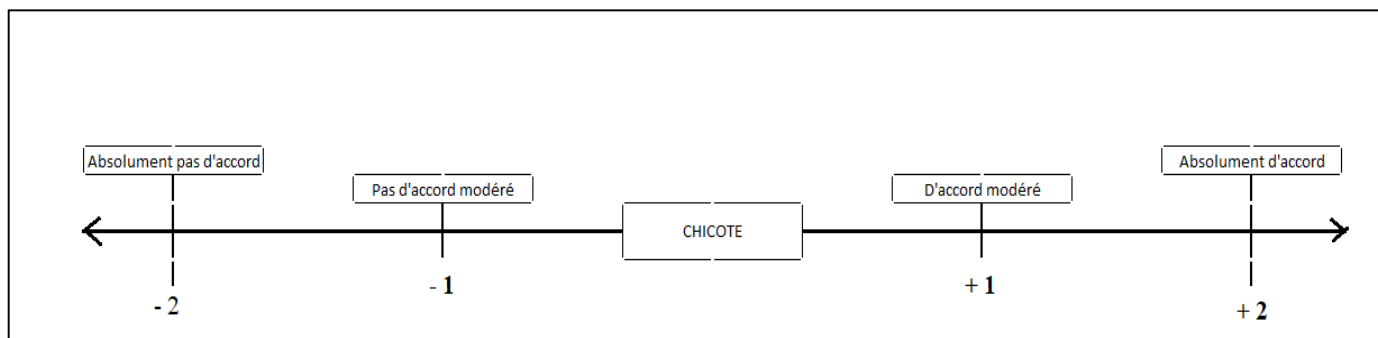 Absolument pas d'accord
Absolument d'accord
Pas d'accord modéré
D'accord modéré
CHICOTE
- 2
- 1
+ 1
+ 2